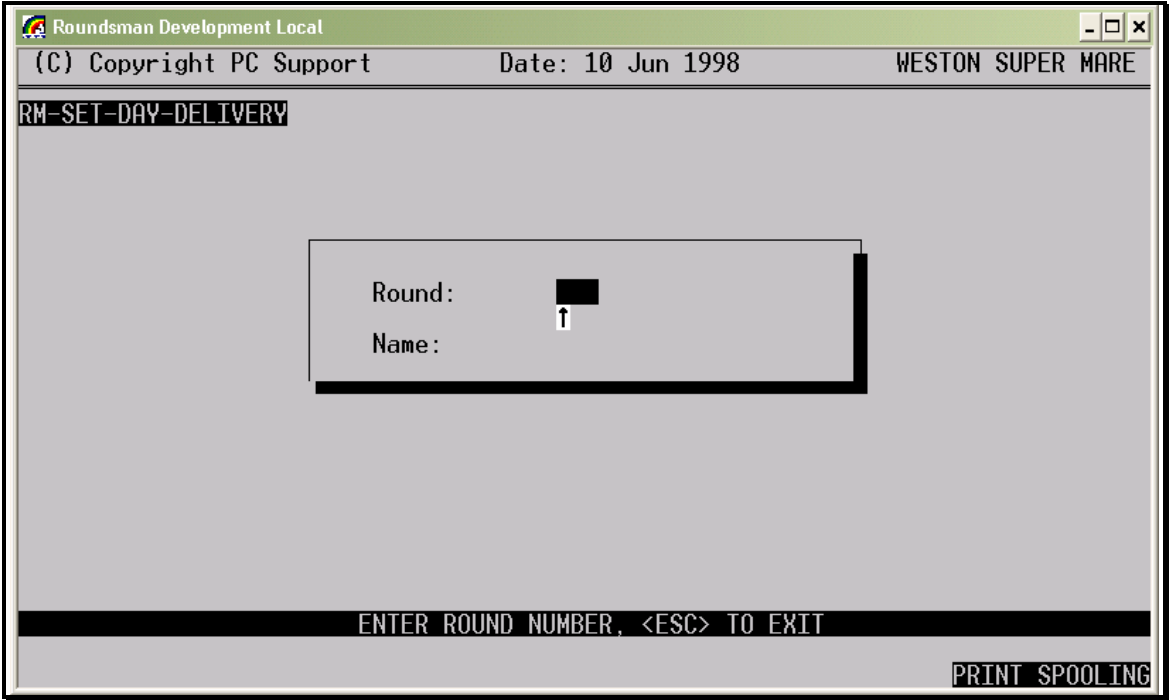 Roundsman Development Local
(C) Copyright PC Support Date: 10 Jun 1998 WESTON SUPER MARE
RM-SET-DAY-DELIVERY
Round:
Name:
ENTER ROUND NUMBER, <ESC> TO EXIT
PRINT SPOOLING